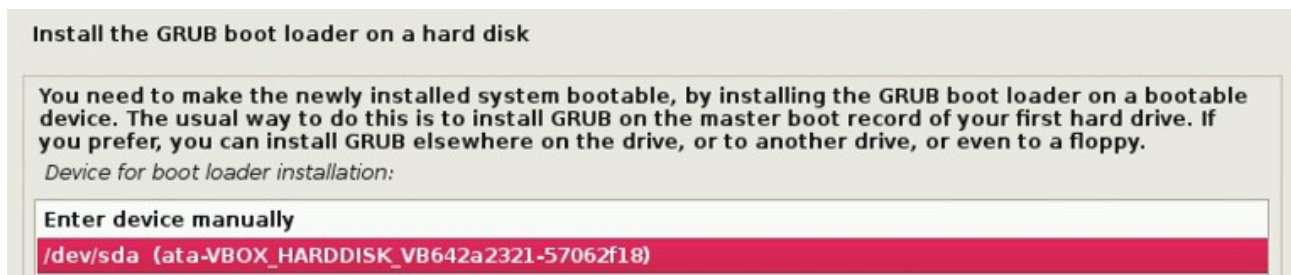 Install the GRUB boot loader on a hard disk
You need to make the newly installed system bootable, by installing the GRUB boot loader on a bootable
device. The usual way to do this is to install GRUB on the master boot record of your first hard drive. If
you prefer, you can install GRUB elsewhere on the drive, or to another drive, or even to a floppy.
Device for boot loader installation:
Enter device manually
/dev/sda (ata-VBOX_HARDDISK_VB642a2321-57062f18)